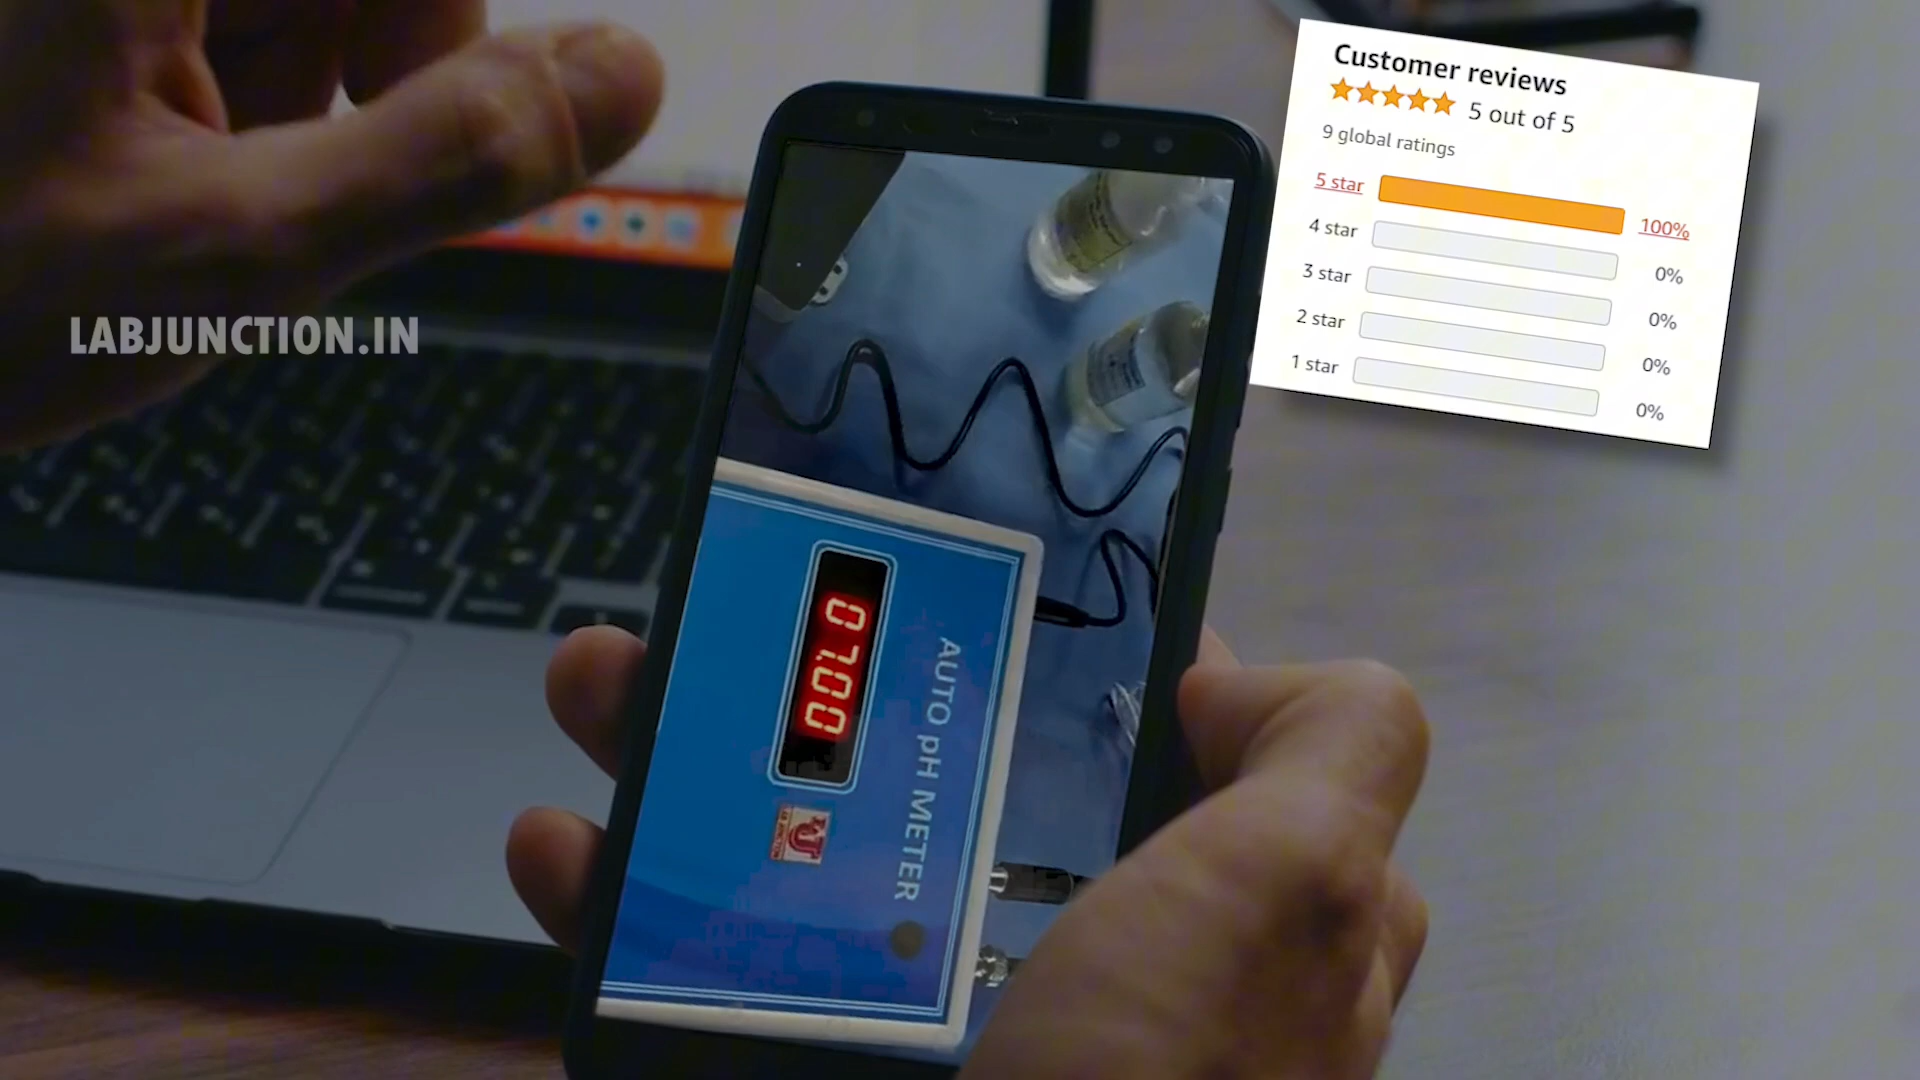 Customer reviews
5 out of 5
9 global ratings
5 star 100%
4 star 0%
3 star 0%
2 star 0%
1 star 0%
LABJUNCTION.IN
AUTO pH METER
07.00